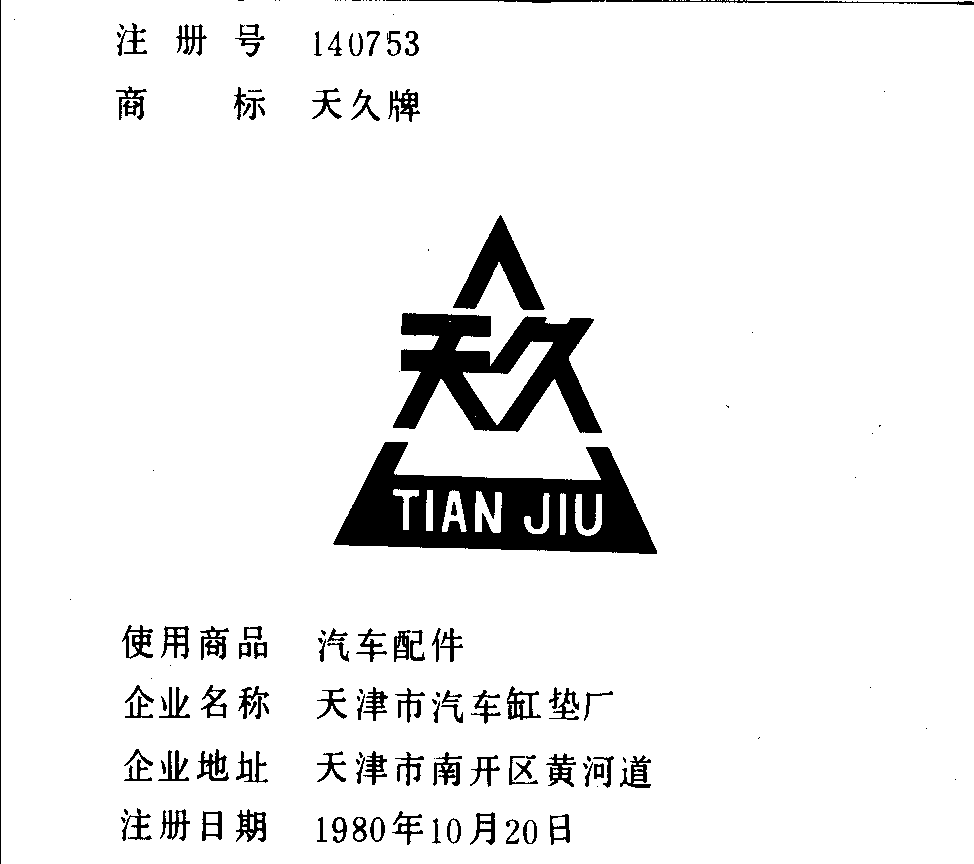 注册号 140753
商标 天久牌
天久
TIAN JIU
使用商品 汽车配件
企业名称 天津市汽车缸垫厂
企业地址 天津市南开区黄河道
注册日期 1980年10月20日